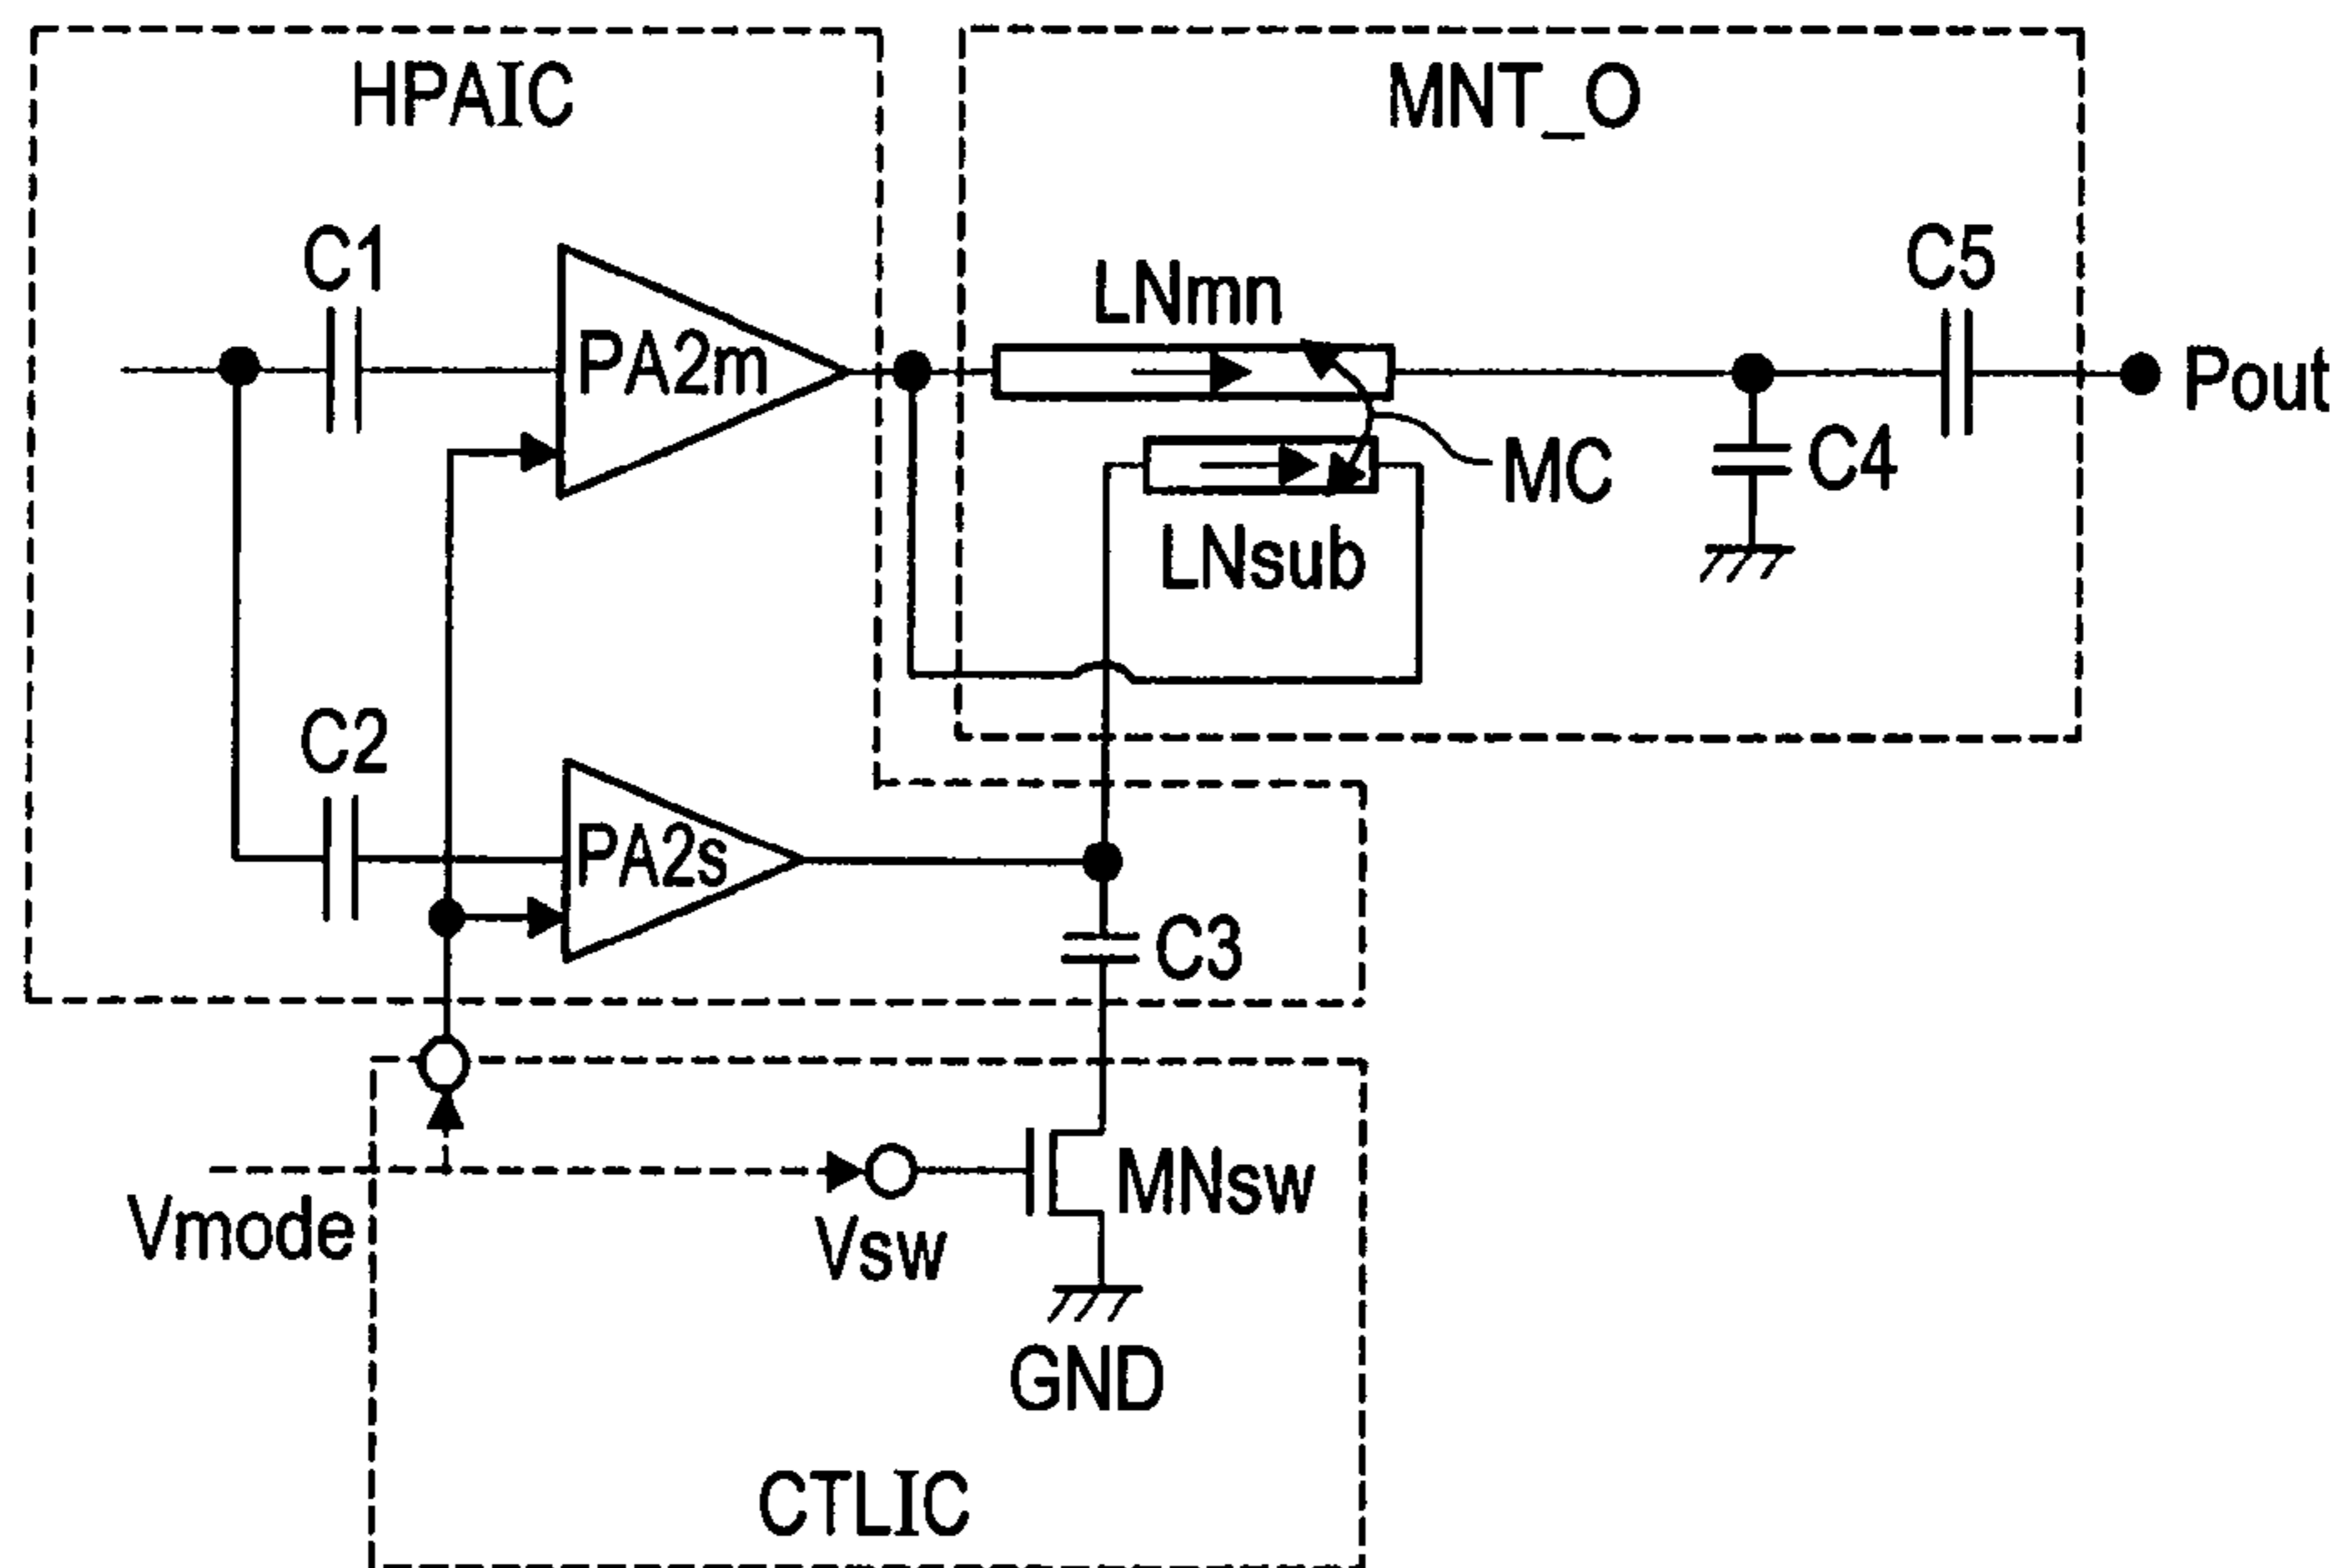 HPAIC
MNT_O
C1
PA2m
LNmn
C5
Pout
MC
C4
LNsub
C2
PA2s
C3
Vmode
Vsw
MNsw
GND
CTLIC